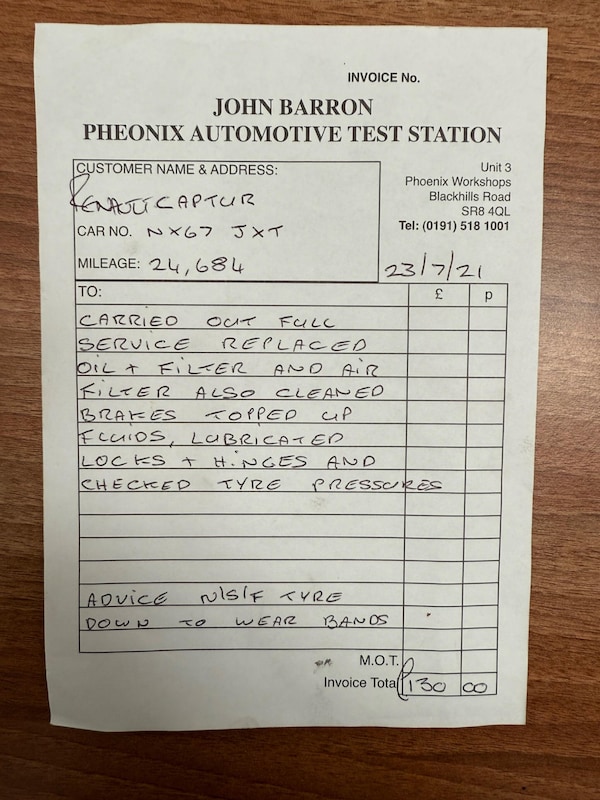 INVOICE No.
JOHN BARRON
PHEONIX AUTOMOTIVE TEST STATION
CUSTOMER NAME & ADDRESS:
RENAULT CAPTUR
CAR NO. NX67 JXT
MILEAGE: 24,684
Unit 3
Phoenix Workshops
Blackhills Road
SR8 4QL
Tel: (0191) 518 1001
23/7/21
TO: £ p
CARRIED OUT FULL
SERVICE REPLACED
OIL + FILTER AND AIR
FILTER ALSO CLEANED
BRAKES TOPPED UP
FLUIDS, LUBRICATED
LOCKS + HINGES AND
CHECKED TYRE PRESSURES
ADVICE N/S/F TYRE
DOWN TO WEAR BANDS
M.O.T.
Invoice Total £130 00